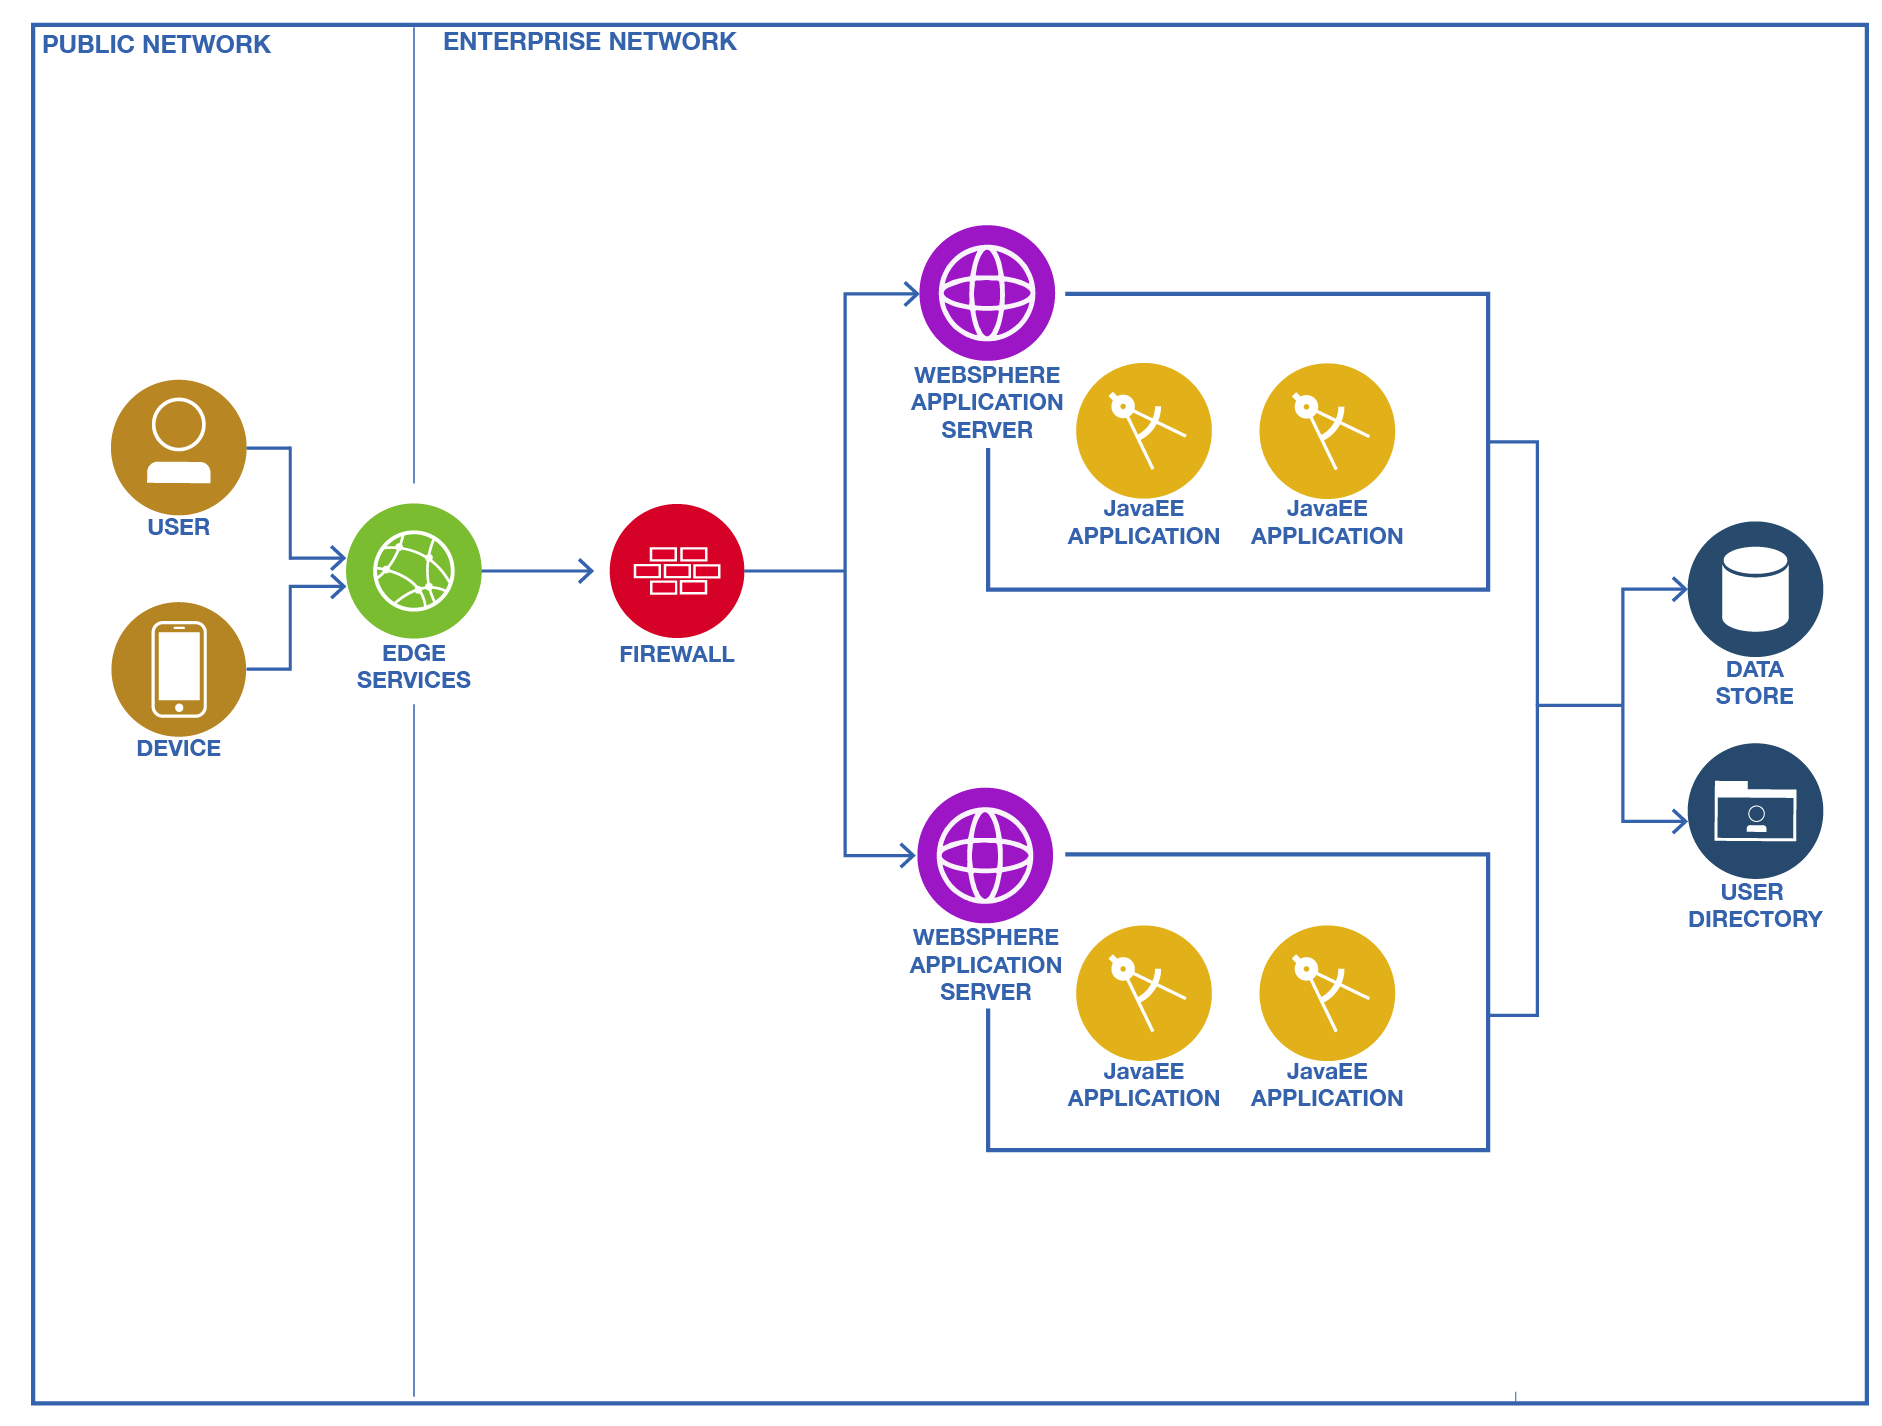 PUBLIC NETWORK
ENTERPRISE NETWORK
USER
DEVICE
EDGE
SERVICES
FIREWALL
WEBSPHERE
APPLICATION
SERVER
JavaEE
APPLICATION
JavaEE
APPLICATION
WEBSPHERE
APPLICATION
SERVER
JavaEE
APPLICATION
JavaEE
APPLICATION
DATA
STORE
USER
DIRECTORY